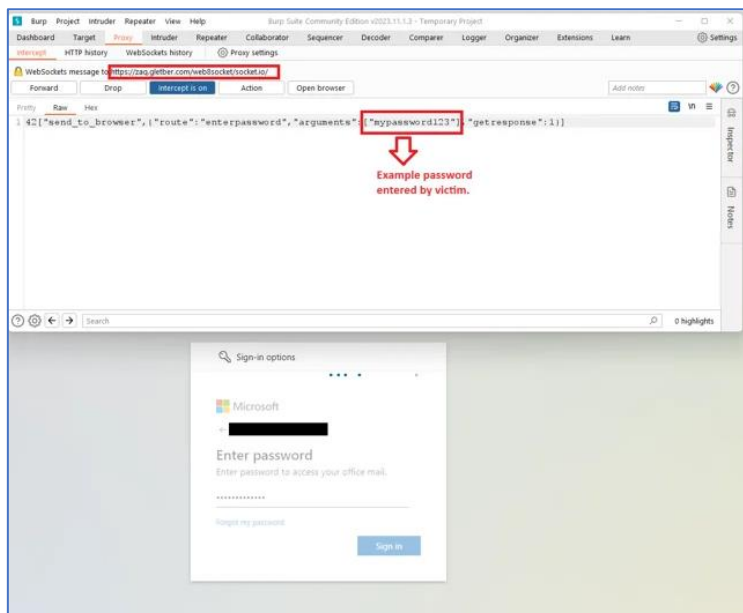 Burp Project Intruder Repeater View Help Burp Suite Community Edition v2023.11.1.3 - Temporary Project
Dashboard Target Proxy Intruder Repeater Collaborator Sequencer Decoder Comparer Logger Organizer Extensions Learn Settings
Intercept HTTP history WebSockets history Proxy settings
WebSockets message to https://zaq.gletber.com/web8socket/socket.io/
Forward Drop Intercept is on Action Open browser Add notes
Pretty Raw Hex \n
1 42["send_to_browser",{"route":"enterpassword","arguments":["mypassword123"],"getresponse":1}]
Inspector
Notes
Example password
entered by victim.
Search 0 highlights
Sign-in options
Microsoft
Enter password
Enter password to access your office mail.
Forgot my password
Sign in